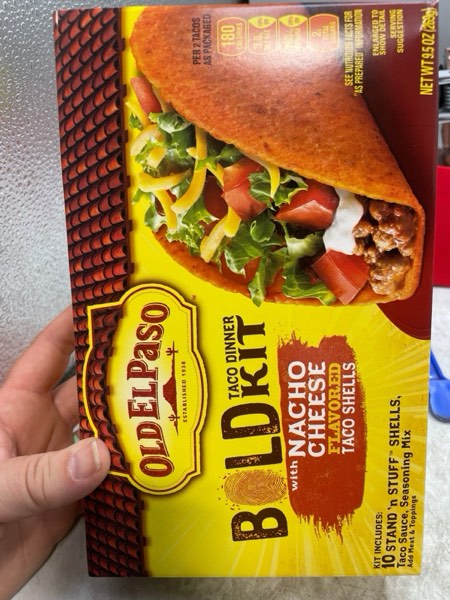 OLD EL PASO
ESTABLISHED 1938
BOLD TACO DINNER KIT
with NACHO
CHEESE
FLAVORED
TACO SHELLS
KIT INCLUDES:
10 STAND 'n STUFF™ SHELLS,
Taco Sauce, Seasoning Mix
Add Meat & Toppings
PER 2 TACOS
AS PACKAGED
180
CALORIES
SEE NUTRITION FACTS FOR
"AS PREPARED" INFORMATION
ENLARGED TO
SHOW DETAIL
SERVING
SUGGESTION
NET WT 9.5 OZ (269g)